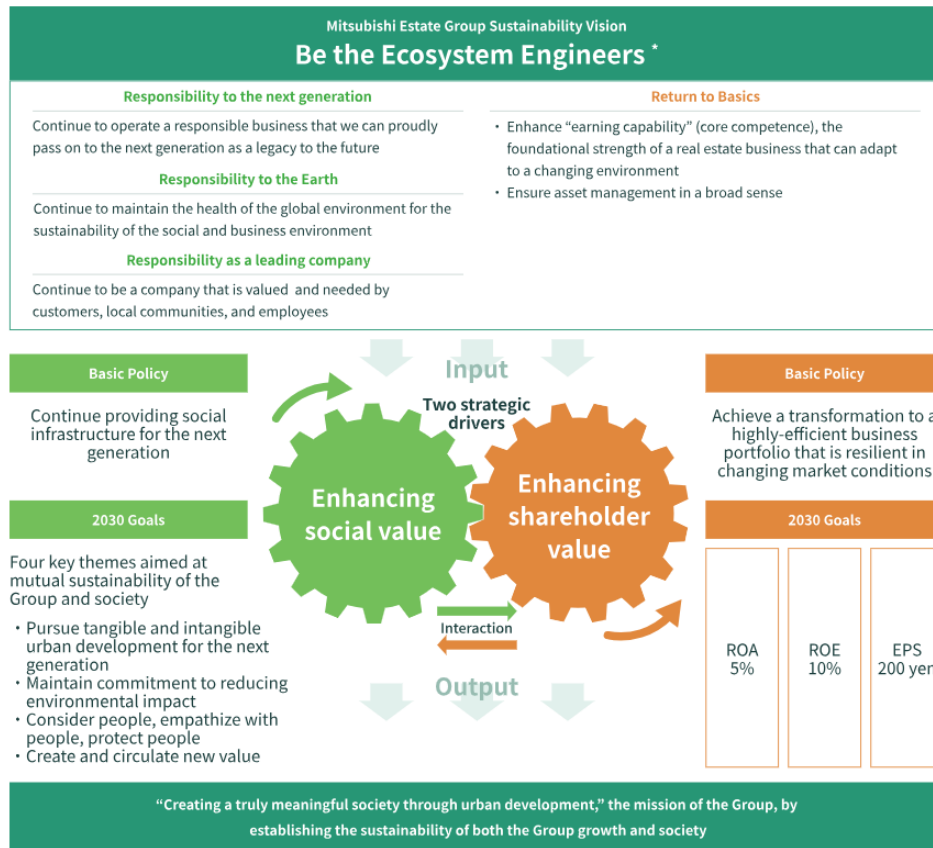 Mitsubishi Estate Group Sustainability Vision
Be the Ecosystem Engineers *
Responsibility to the next generation
Continue to operate a responsible business that we can proudly
pass on to the next generation as a legacy to the future
Responsibility to the Earth
Continue to maintain the health of the global environment for the
sustainability of the social and business environment
Responsibility as a leading company
Continue to be a company that is valued and needed by
customers, local communities, and employees
Return to Basics
・Enhance “earning capability” (core competence), the
foundational strength of a real estate business that can adapt
to a changing environment
・Ensure asset management in a broad sense
Basic Policy
Continue providing social
infrastructure for the next
generation
2030 Goals
Four key themes aimed at
mutual sustainability of the
Group and society
・Pursue tangible and intangible
urban development for the next
generation
・Maintain commitment to reducing
environmental impact
・Consider people, empathize with
people, protect people
・Create and circulate new value
Input
Two strategic
drivers
Enhancing
social value
Enhancing
shareholder
value
Interaction
Output
Basic Policy
Achieve a transformation to a
highly-efficient business
portfolio that is resilient in
changing market conditions
2030 Goals
ROA
5%
ROE
10%
EPS
200 yen
“Creating a truly meaningful society through urban development,” the mission of the Group, by
establishing the sustainability of both the Group growth and society